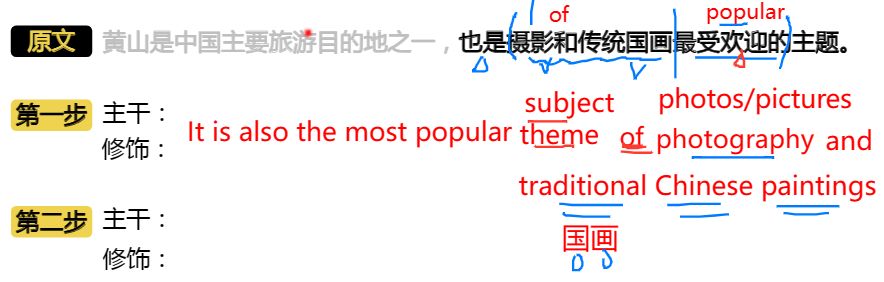 of popular
原文 黄山是中国主要旅游目的地之一，也是摄影和传统国画最受欢迎的主题。
subject photos/pictures
第一步 主干：
修饰：
It is also the most popular theme of photography and
traditional Chinese paintings
第二步 主干：
国画
修饰：